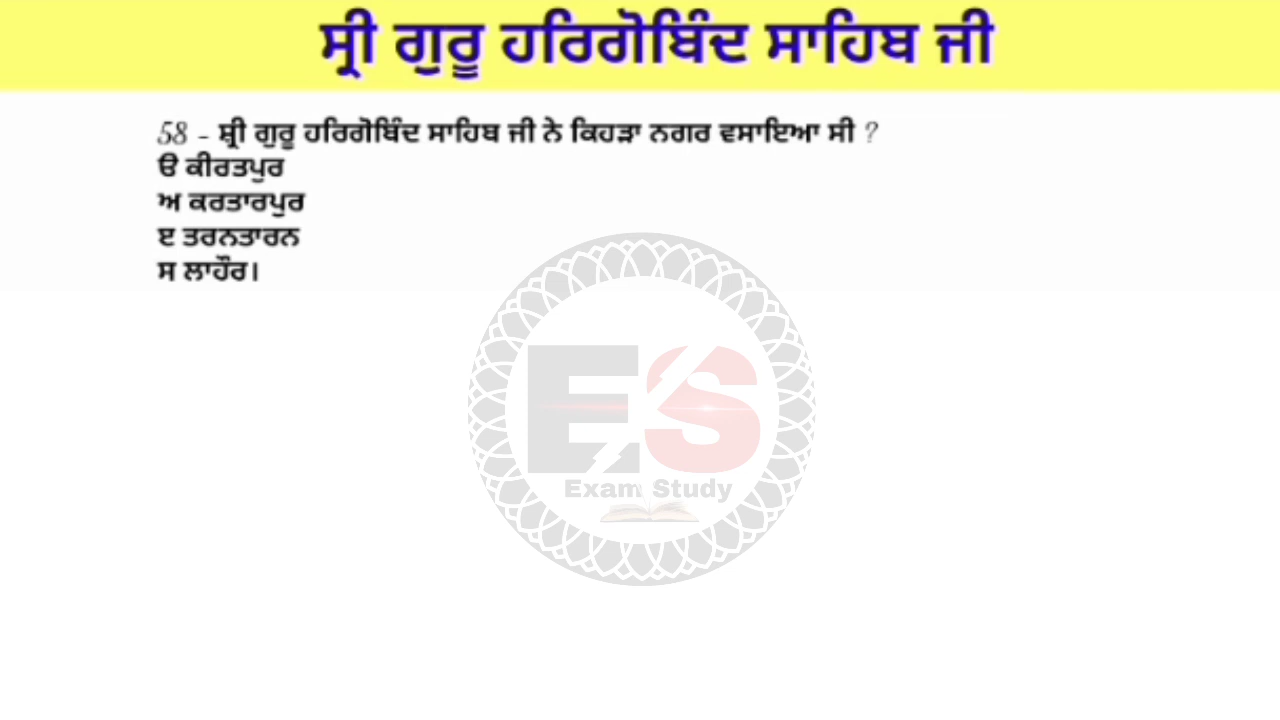 ਸ੍ਰੀ ਗੁਰੂ ਹਰਿਗੋਬਿੰਦ ਸਾਹਿਬ ਜੀ
58 - ਸ਼੍ਰੀ ਗੁਰੂ ਹਰਿਗੋਬਿੰਦ ਸਾਹਿਬ ਜੀ ਨੇ ਕਿਹੜਾ ਨਗਰ ਵਸਾਇਆ ਸੀ ?
ੳ ਕੀਰਤਪੁਰ
ਅ ਕਰਤਾਰਪੁਰ
ੲ ਤਰਨਤਾਰਨ
ਸ ਲਾਹੌਰ।
ES
Exam Study